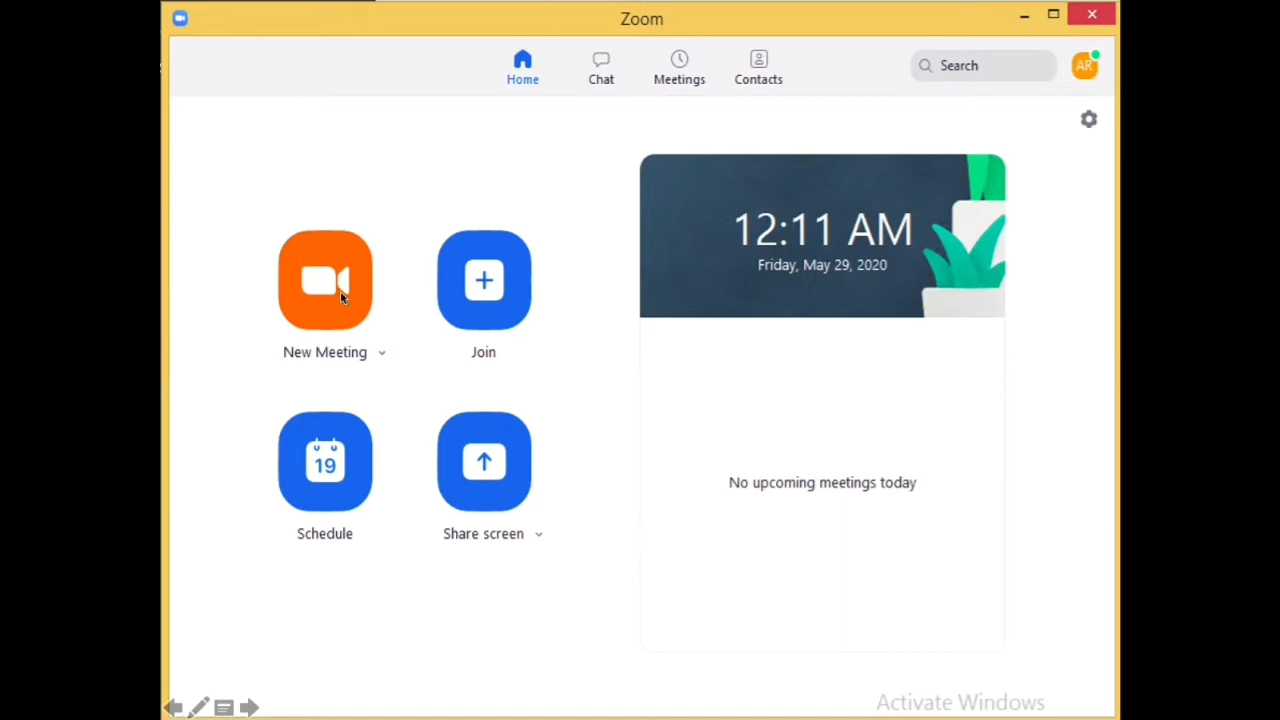 Zoom
Home
Chat
Meetings
Contacts
Search
AR
12:11 AM
Friday, May 29, 2020
New Meeting
Join
19
Schedule
Share screen
No upcoming meetings today
Activate Windows